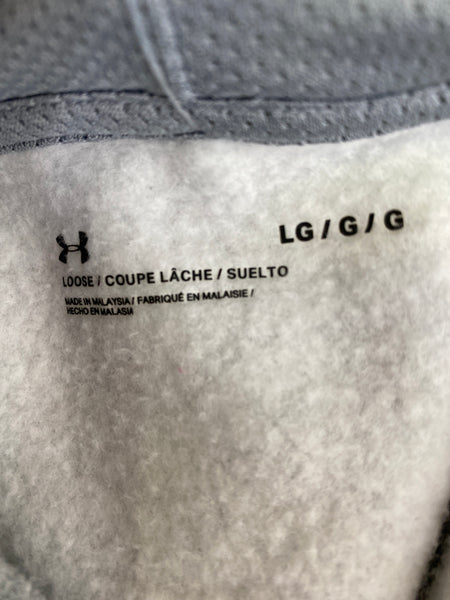 LG / G / G
LOOSE / COUPE LÂCHE / SUELTO
MADE IN MALAYSIA / FABRIQUÉ EN MALAISIE /
HECHO EN MALASIA